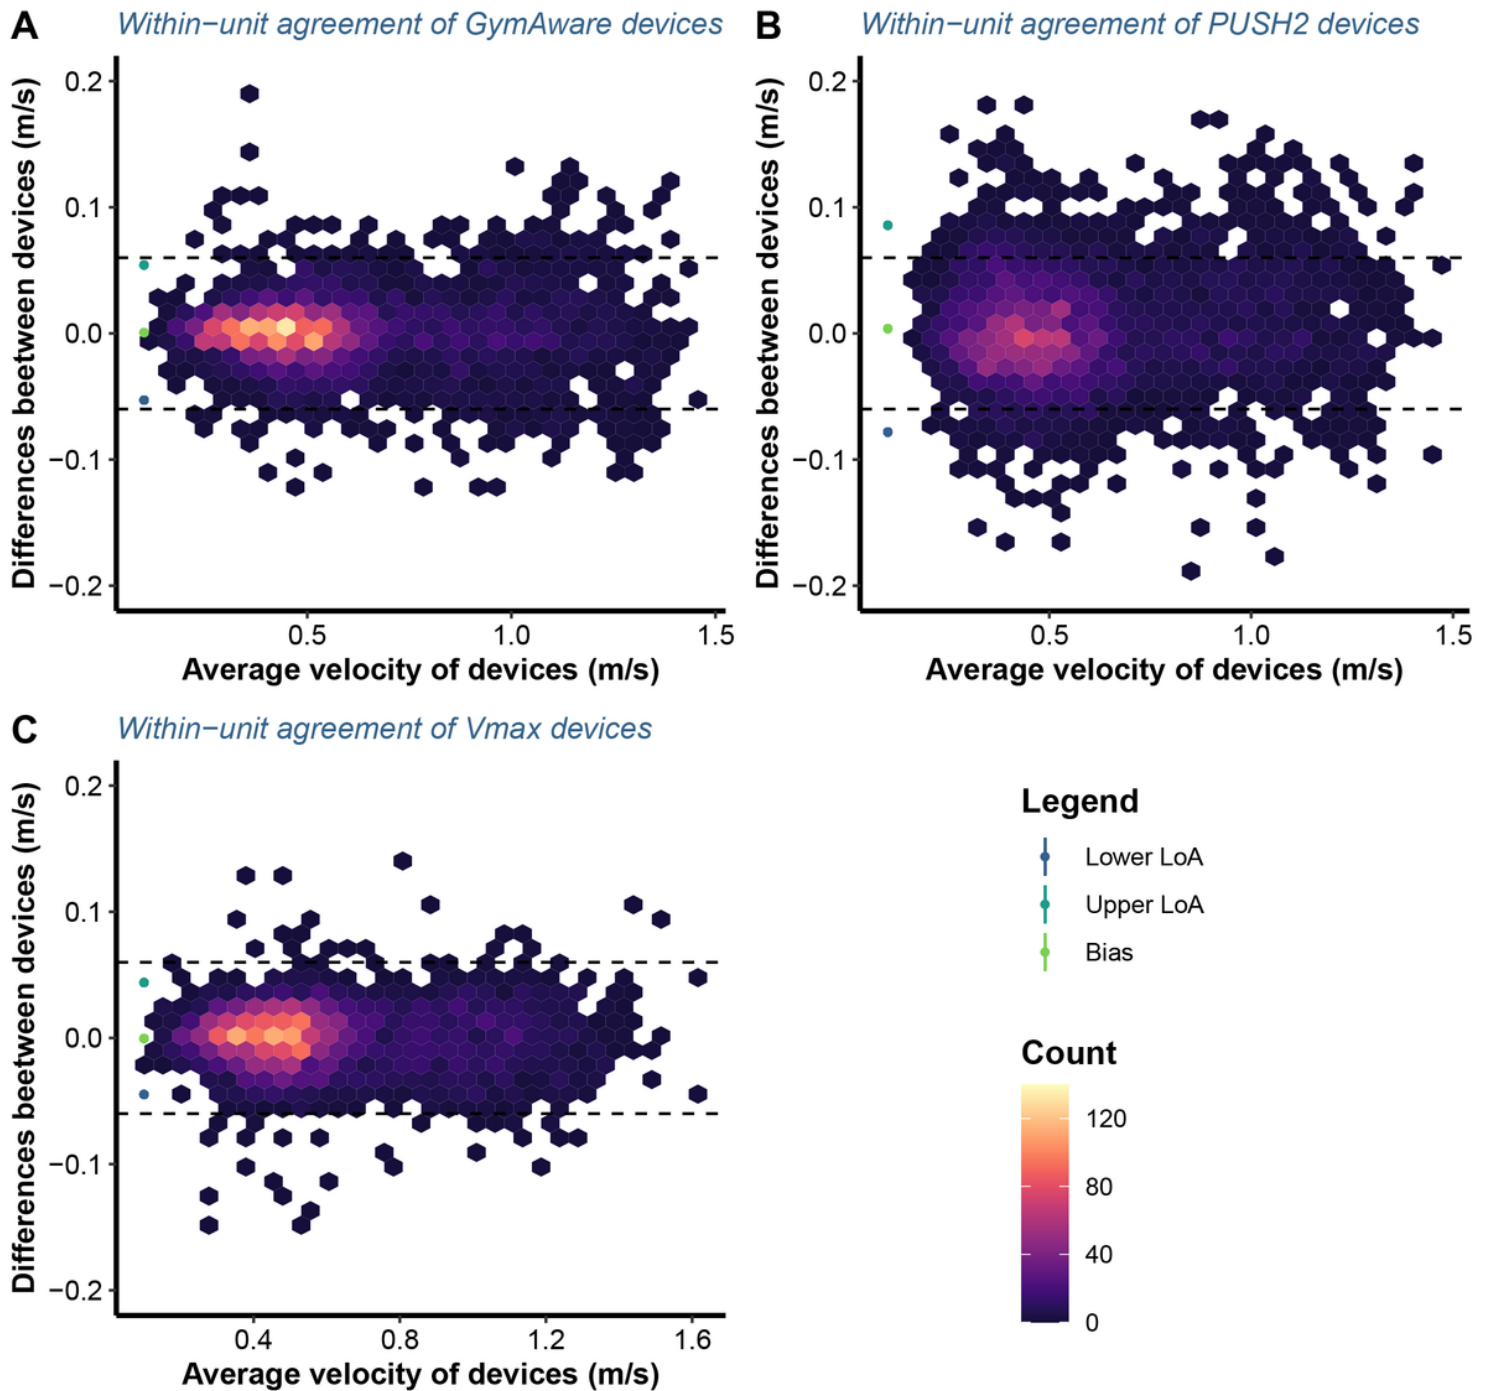 A Within−unit agreement of GymAware devices
Differences beetween devices (m/s)
0.2
0.1
0.0
−0.1
−0.2
0.5 1.0 1.5
Average velocity of devices (m/s)
B Within−unit agreement of PUSH2 devices
Differences beetween devices (m/s)
0.2
0.1
0.0
−0.1
−0.2
0.5 1.0 1.5
Average velocity of devices (m/s)
C Within−unit agreement of Vmax devices
Differences beetween devices (m/s)
0.2
0.1
0.0
−0.1
−0.2
0.4 0.8 1.2 1.6
Average velocity of devices (m/s)
Legend
Lower LoA
Upper LoA
Bias
Count
120
80
40
0